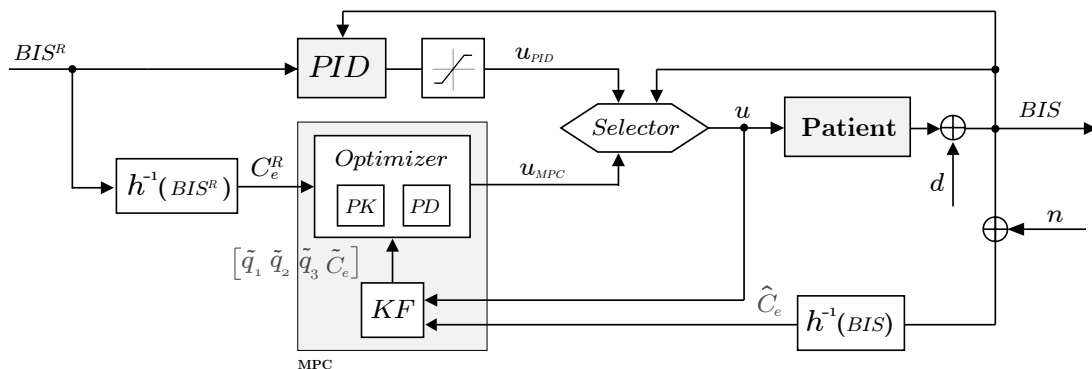 BIS^R
PID
u_PID
Selector
u
Patient
BIS
d
n
Optimizer
PK PD
u_MPC
C_e^R
h^-1(BIS^R)
[q̃_1 q̃_2 q̃_3 C̃_e]
KF
Ĉ_e
h^-1(BIS)
MPC